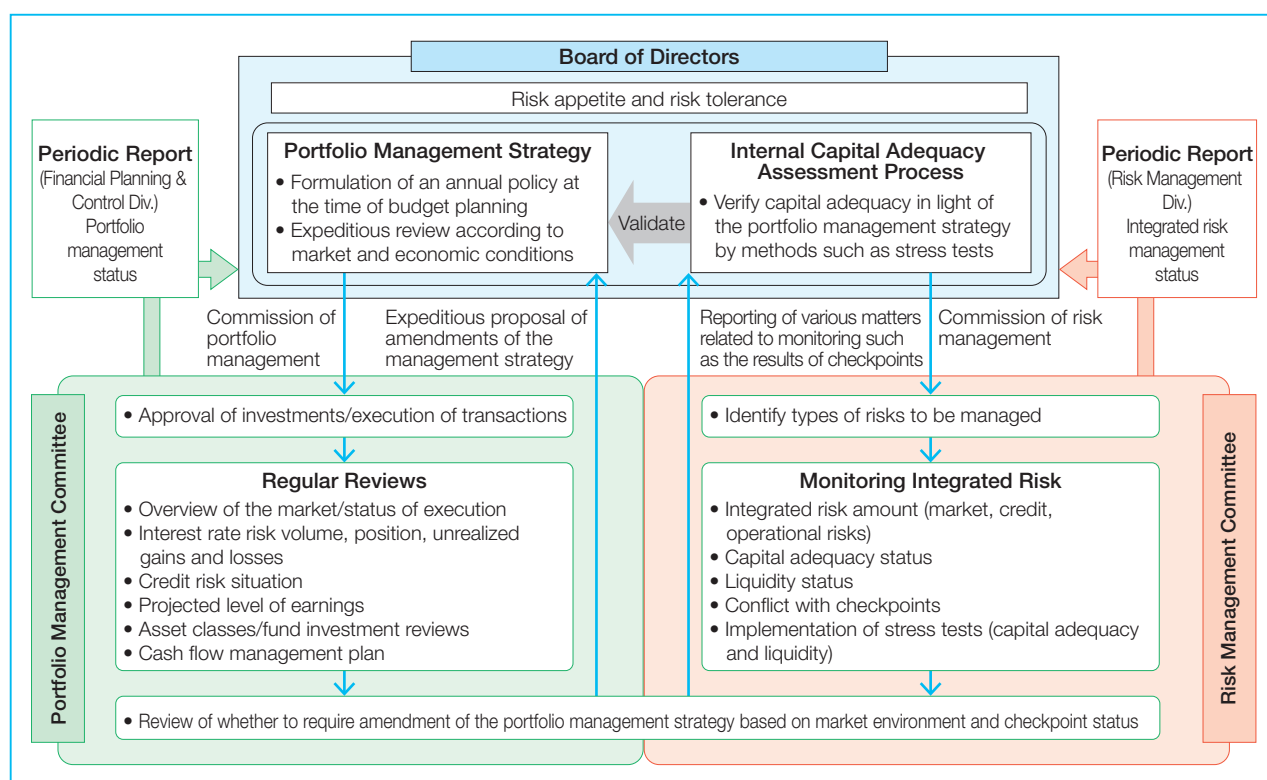 Board of Directors
Risk appetite and risk tolerance
Periodic Report
(Financial Planning &
Control Div.)
Portfolio
management
status
Portfolio Management Strategy
• Formulation of an annual policy at
the time of budget planning
• Expeditious review according to
market and economic conditions
Validate
Internal Capital Adequacy
Assessment Process
• Verify capital adequacy in light of
the portfolio management strategy
by methods such as stress tests
Periodic Report
(Risk Management
Div.)
Integrated risk
management
status
Commission of
portfolio
management
Expeditious proposal of
amendments of the
management strategy
Reporting of various matters
related to monitoring such
as the results of checkpoints
Commission of risk
management
Portfolio Management Committee
• Approval of investments/execution of transactions
Regular Reviews
• Overview of the market/status of execution
• Interest rate risk volume, position, unrealized
gains and losses
• Credit risk situation
• Projected level of earnings
• Asset classes/fund investment reviews
• Cash flow management plan
• Identify types of risks to be managed
Monitoring Integrated Risk
• Integrated risk amount (market, credit,
operational risks)
• Capital adequacy status
• Liquidity status
• Conflict with checkpoints
• Implementation of stress tests (capital adequacy
and liquidity)
Risk Management Committee
• Review of whether to require amendment of the portfolio management strategy based on market environment and checkpoint status